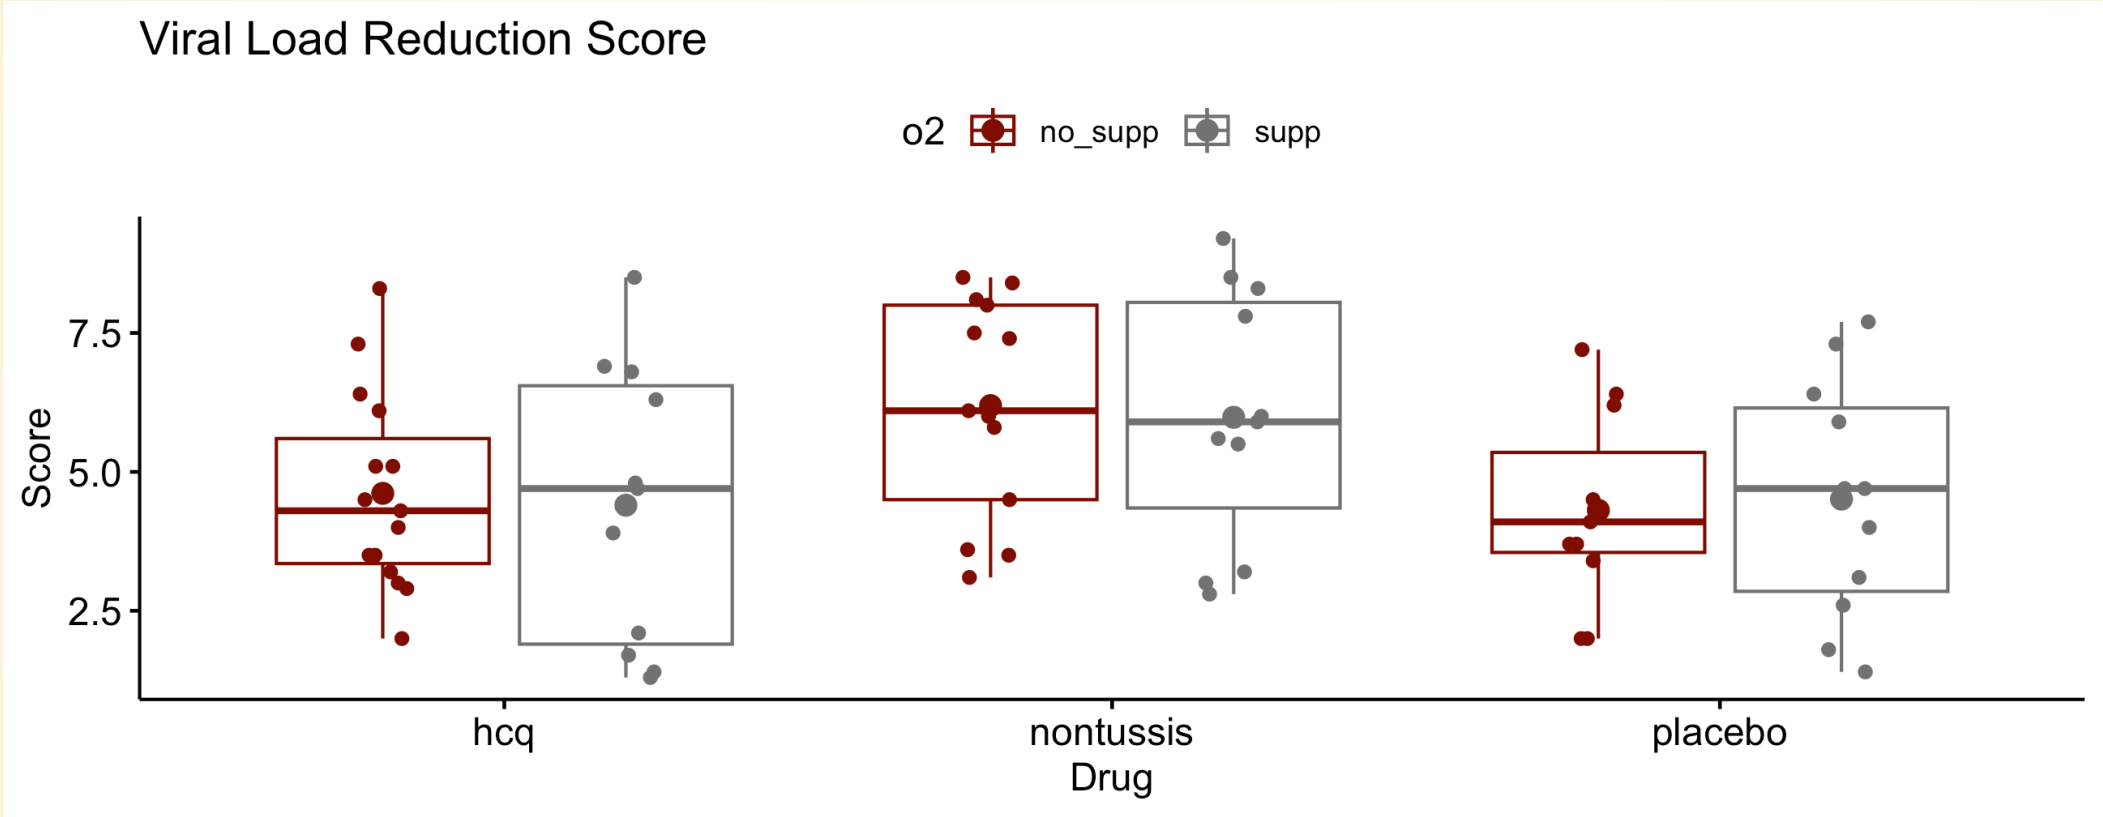 Viral Load Reduction Score
o2 no_supp supp
Score
7.5
5.0
2.5
hcq nontussis placebo
Drug